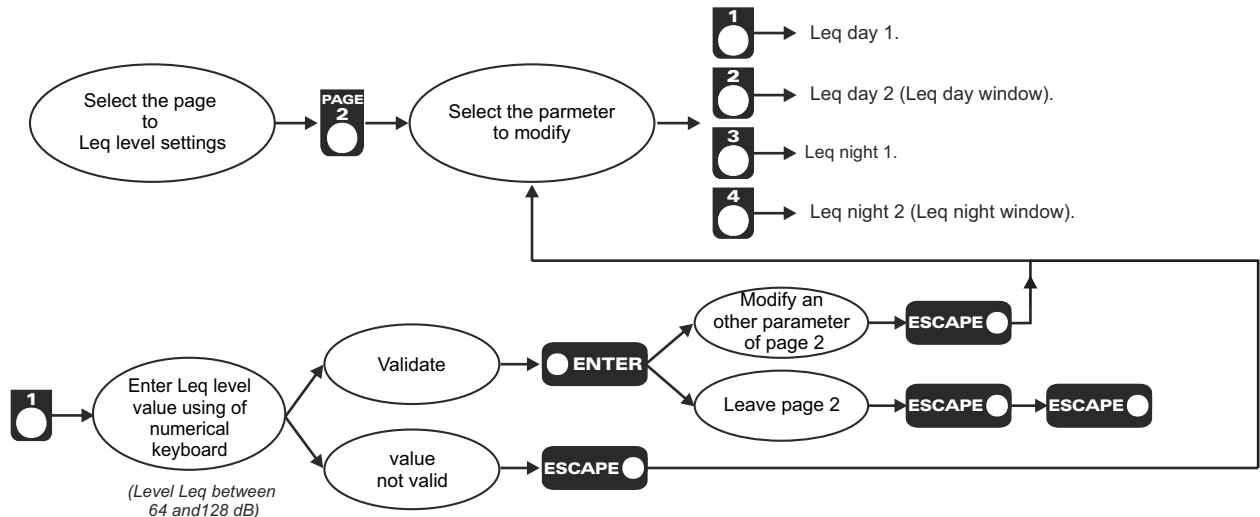 Select the page
to
Leq level settings
PAGE
2
Select the parmeter
to modify
1
Leq day 1.
2
Leq day 2 (Leq day window).
3
Leq night 1.
4
Leq night 2 (Leq night window).
1
Enter Leq level
value using of
numerical
keyboard
(Level Leq between
64 and128 dB)
Validate
ENTER
Modify an
other parameter
of page 2
ESCAPE
Leave page 2
ESCAPE
ESCAPE
value
not valid
ESCAPE